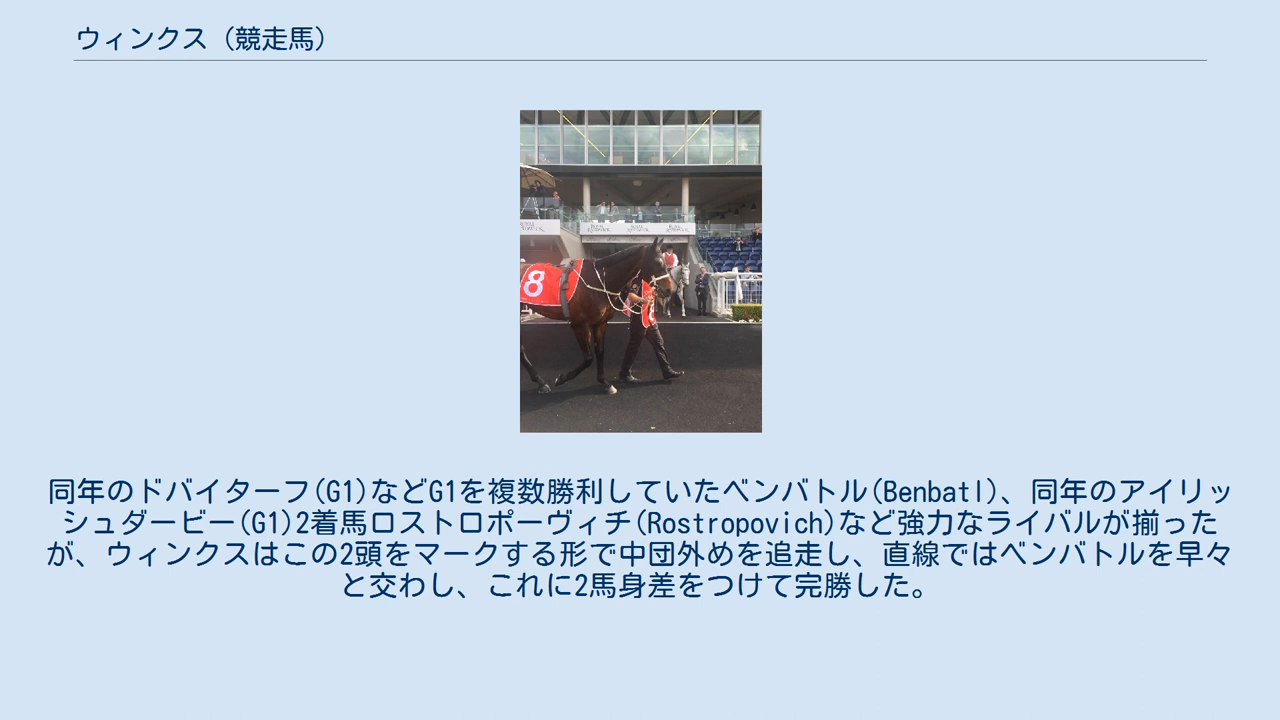 ウィンクス（競走馬）
8
同年のドバイターフ(G1)などG1を複数勝利していたベンバトル(Benbatl)、同年のアイリッ
シュダービー(G1)2着馬ロストロポーヴィチ(Rostropovich)など強力なライバルが揃った
が、ウィンクスはこの2頭をマークする形で中団外めを追走し、直線ではベンバトルを早々
と交わし、これに2馬身差をつけて完勝した。